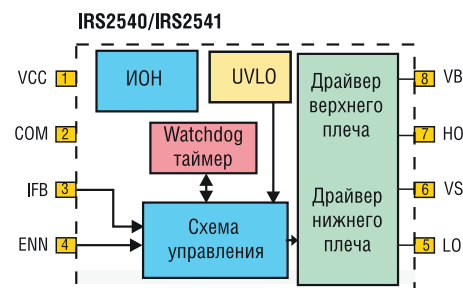 IRS2540/IRS2541
VCC 1
ИОН
UVLO
Драйвер
верхнего
плеча
8 VB
COM 2
Watchdog
таймер
7 HO
IFB 3
Схема
управления
Драйвер
нижнего
плеча
6 VS
ENN 4
5 LO